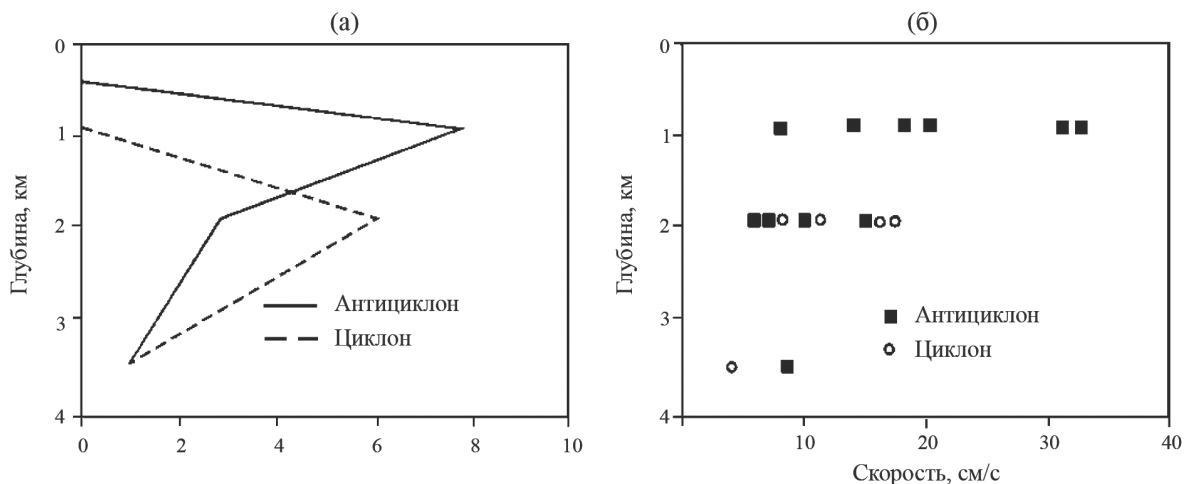 (а)
Глубина, км
0
1
2
3
4
Антициклон
Циклон
0 2 4 6 8 10
(б)
Глубина, км
0
1
2
3
4
Антициклон
Циклон
10 20 30 40
Скорость, см/с